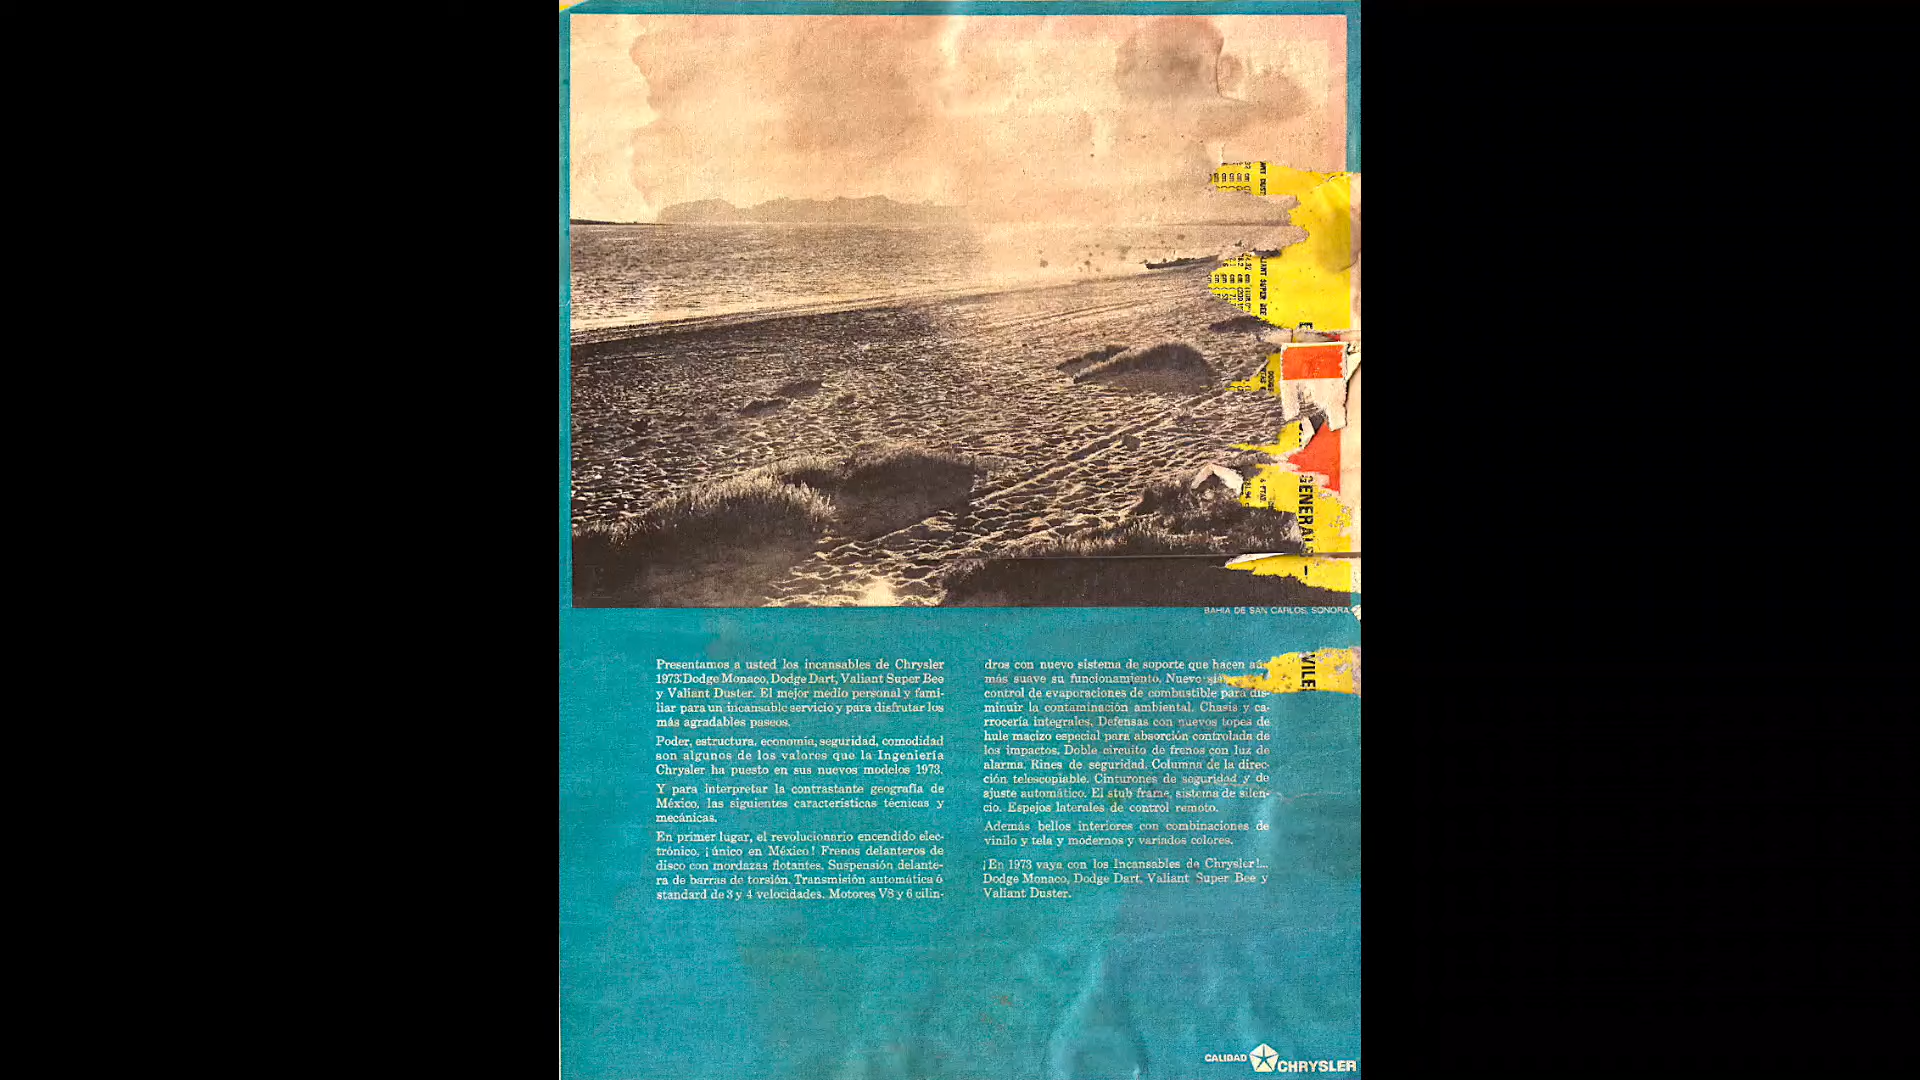 ANT DUST
LIANT SUPER BEE
E
DODGE
GENERAL
BAHIA DE SAN CARLOS, SONORA
VILE
Presentamos a usted los incansables de Chrysler
1973: Dodge Monaco, Dodge Dart, Valiant Super Bee
y Valiant Duster. El mejor medio personal y fami-
liar para un incansable servicio y para disfrutar los
más agradables paseos.
Poder, estructura, economía, seguridad, comodidad
son algunos de los valores que la Ingeniería
Chrysler ha puesto en sus nuevos modelos 1973.
Y para interpretar la contrastante geografía de
México, las siguientes características técnicas y
mecánicas.
En primer lugar, el revolucionario encendido elec-
trónico, ¡único en México! Frenos delanteros de
disco con mordazas flotantes. Suspensión delante-
ra de barras de torsión. Transmisión automática ó
standard de 3 y 4 velocidades. Motores V8 y 6 cilin-
dros con nuevo sistema de soporte que hacen aú
más suave su funcionamiento. Nuevo
control de evaporaciones de combustible para dis-
minuir la contaminación ambiental. Chasis y ca-
rrocería integrales. Defensas con nuevos topes de
hule macizo especial para absorción controlada de
los impactos. Doble circuito de frenos con luz de
alarma. Rines de seguridad. Columna de la direc-
ción telescopiable. Cinturones de seguridad y de
ajuste automático. El stub frame, sistema de silen-
cio. Espejos laterales de control remoto.
Además bellos interiores con combinaciones de
vinilo y tela y modernos y variados colores.
¡En 1973 vaya con los Incansables de Chrysler!...
Dodge Monaco, Dodge Dart, Valiant Super Bee y
Valiant Duster.
CALIDAD CHRYSLER